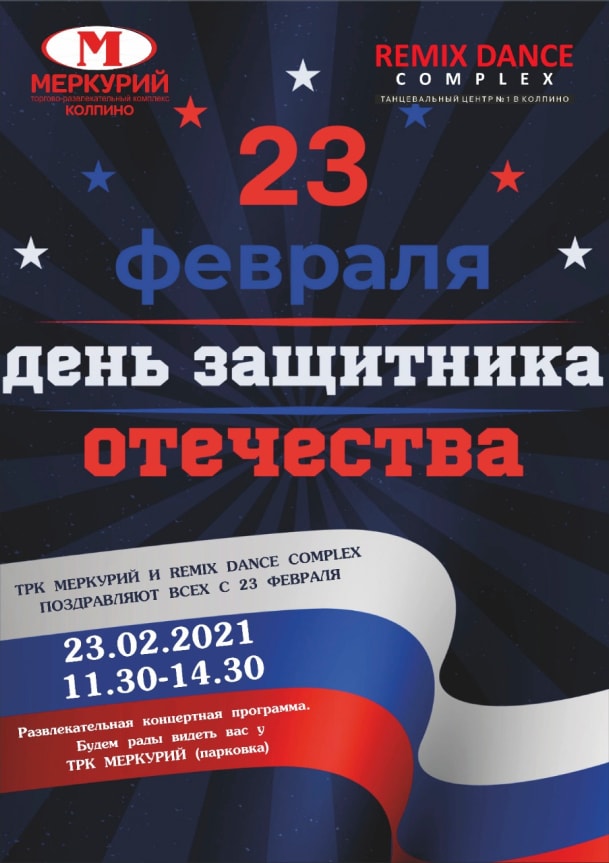 М
МЕРКУРИЙ
торгово-развлекательный комплекс
КОЛПИНО
REMIX DANCE
COMPLEX
ТАНЦЕВАЛЬНЫЙ ЦЕНТР №1 В КОЛПИНО
23
февраля
день защитника
отечества
ТРК МЕРКУРИЙ И REMIX DANCE COMPLEX
ПОЗДРАВЛЯЮТ ВСЕХ С 23 ФЕВРАЛЯ
23.02.2021
11.30-14.30
Развлекательная концертная программа.
Будем рады видеть вас у
ТРК МЕРКУРИЙ (парковка)